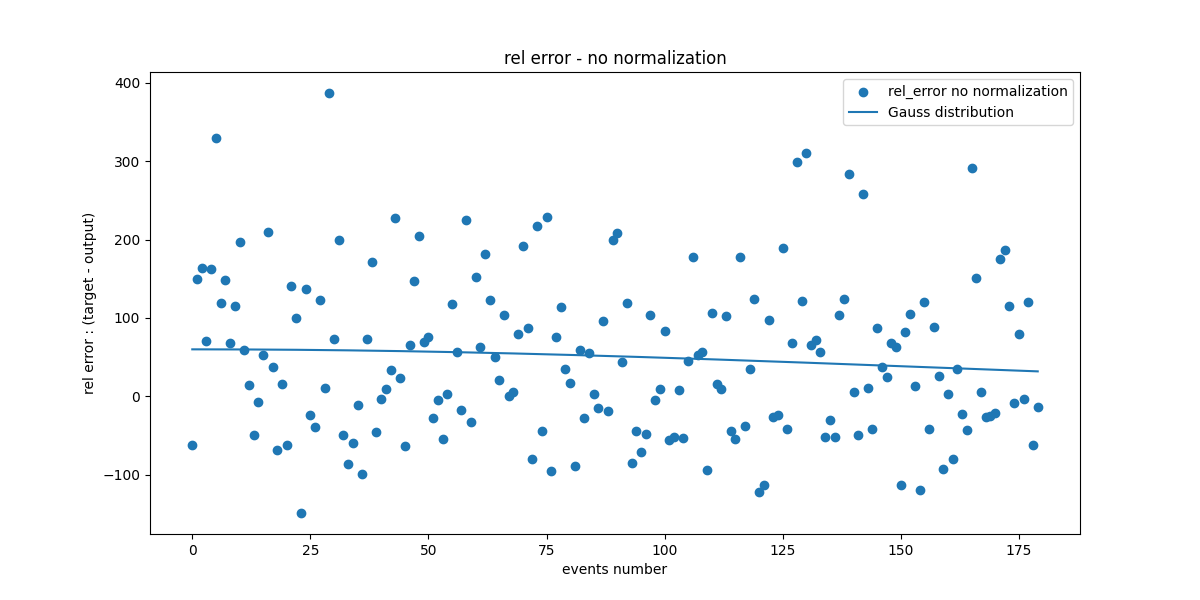 rel error - no normalization
rel_error no normalization
Gauss distribution
rel error : (target - output)
400
300
200
100
0
−100
0
25
50
75
100
125
150
175
events number